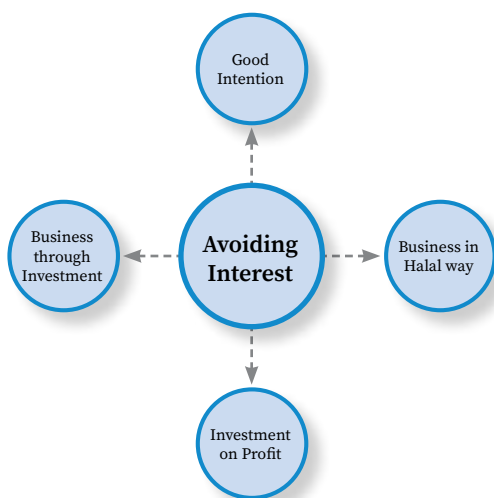 Good
Intention
Business
through
Investment
Avoiding
Interest
Business in
Halal way
Investment
on Profit